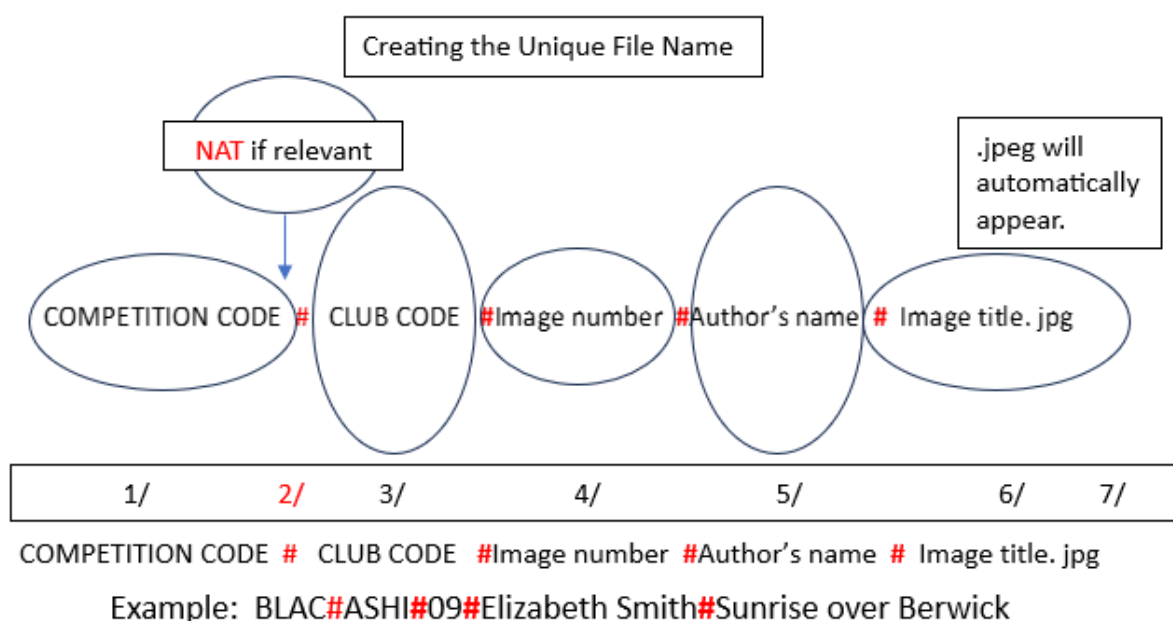 Creating the Unique File Name
NAT if relevant
.jpeg will
automatically
appear.
COMPETITION CODE # CLUB CODE #Image number #Author’s name # Image title. jpg
1/ 2/ 3/ 4/ 5/ 6/ 7/
COMPETITION CODE # CLUB CODE #Image number #Author’s name # Image title. jpg
Example: BLAC#ASHI#09#Elizabeth Smith#Sunrise over Berwick